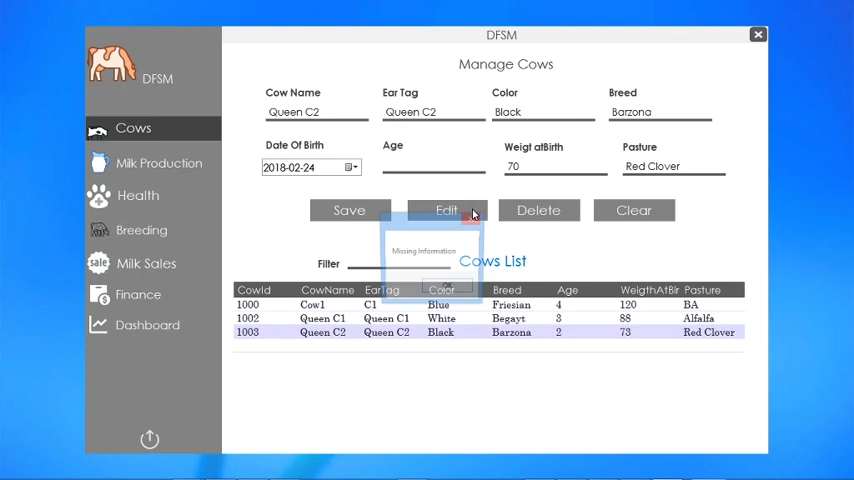 DFSM
DFSM
Manage Cows
Cow Name Ear Tag Color Breed
Queen C2 Queen C2 Black Barzona
Cows
Date Of Birth Age Weigt atBirth Pasture
2018-02-24 70 Red Clover
Milk Production
Health
Save Edit Delete Clear
Breeding
Missing Information
sale Milk Sales
Filter Cows List
Finance
CowId CowName EarTag Color Breed Age WeigthAtBir Pasture
1000 Cow1 C1 Blue Friesian 4 120 BA
1002 Queen C1 Queen C1 White Begayt 3 88 Alfalfa
1003 Queen C2 Queen C2 Black Barzona 2 73 Red Clover
Dashboard